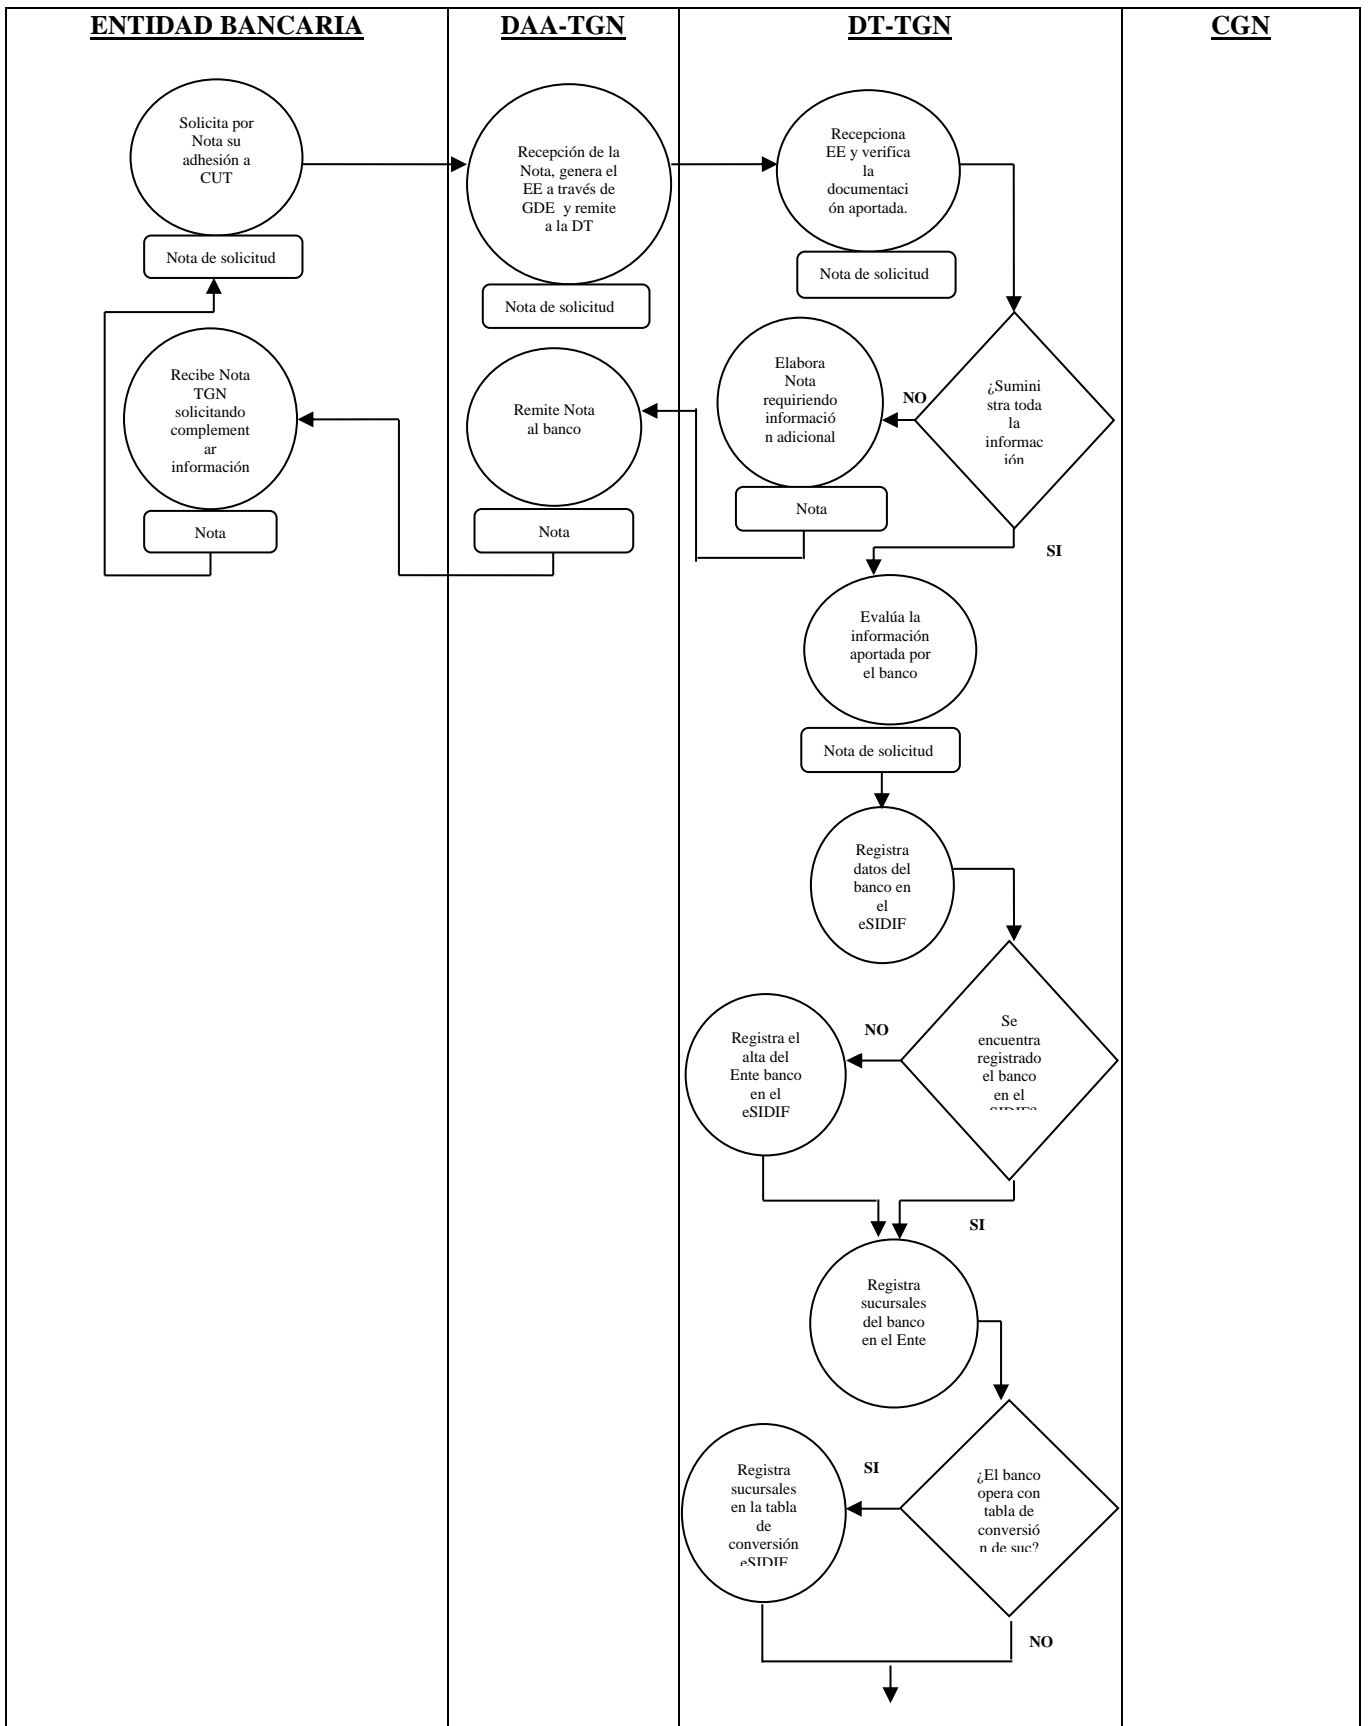 ENTIDAD BANCARIA
DAA-TGN
DT-TGN
CGN
Solicita por
Nota su
adhesión a
CUT
Nota de solicitud
Recepción de la
Nota, genera el
EE a través de
GDE y remite
a la DT
Nota de solicitud
Recepciona
EE y verifica
la
documentaci
ón aportada.
Nota de solicitud
¿Sumini
stra toda
la
informac
ión
NO
SI
Elabora
Nota
requiriendo
informació
n adicional
Nota
Remite Nota
al banco
Nota
Recibe Nota
TGN
solicitando
complement
ar
información
Nota
Evalúa la
información
aportada por
el banco
Nota de solicitud
Registra
datos del
banco en
el
eSIDIF
Se
encuentra
registrado
el banco
en el
NO
SI
Registra el
alta del
Ente banco
en el
eSIDIF
Registra
sucursales
del banco
en el Ente
¿El banco
opera con
tabla de
conversió
n de suc?
SI
NO
Registra
sucursales
en la tabla
de
conversión
eSIDIF